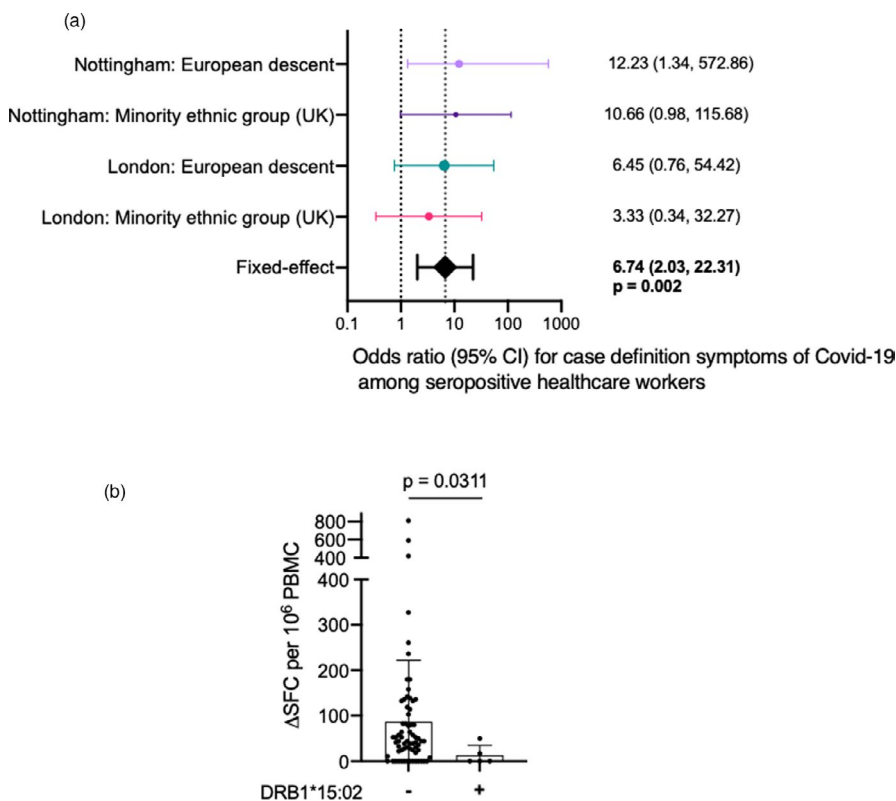 (a)
Nottingham: European descent 12.23 (1.34, 572.86)
Nottingham: Minority ethnic group (UK) 10.66 (0.98, 115.68)
London: European descent 6.45 (0.76, 54.42)
London: Minority ethnic group (UK) 3.33 (0.34, 32.27)
Fixed-effect 6.74 (2.03, 22.31)
p = 0.002
0.1 1 10 100 1000
Odds ratio (95% CI) for case definition symptoms of Covid-19
among seropositive healthcare workers
(b)
p = 0.0311
800
600
400
400
300
200
100
0
ΔSFC per 10⁶ PBMC
DRB1*15:02 - +